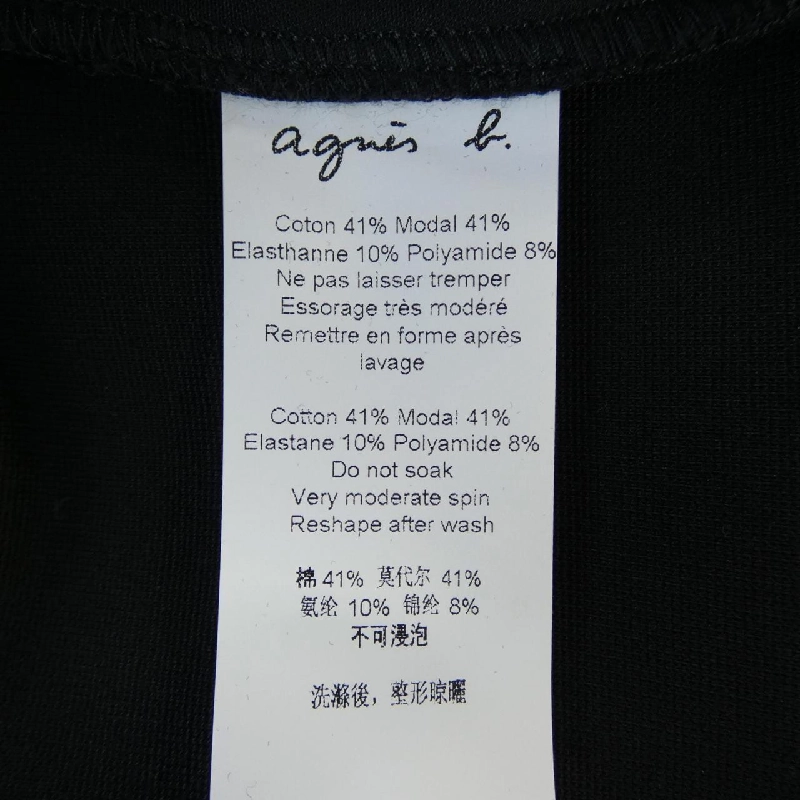 agnès b.
Coton 41% Modal 41%
Elasthanne 10% Polyamide 8%
Ne pas laisser tremper
Essorage très modéré
Remettre en forme après
lavage
Cotton 41% Modal 41%
Elastane 10% Polyamide 8%
Do not soak
Very moderate spin
Reshape after wash
棉 41% 莫代尔 41%
氨纶 10% 锦纶 8%
不可浸泡
洗滌後，整形晾曬